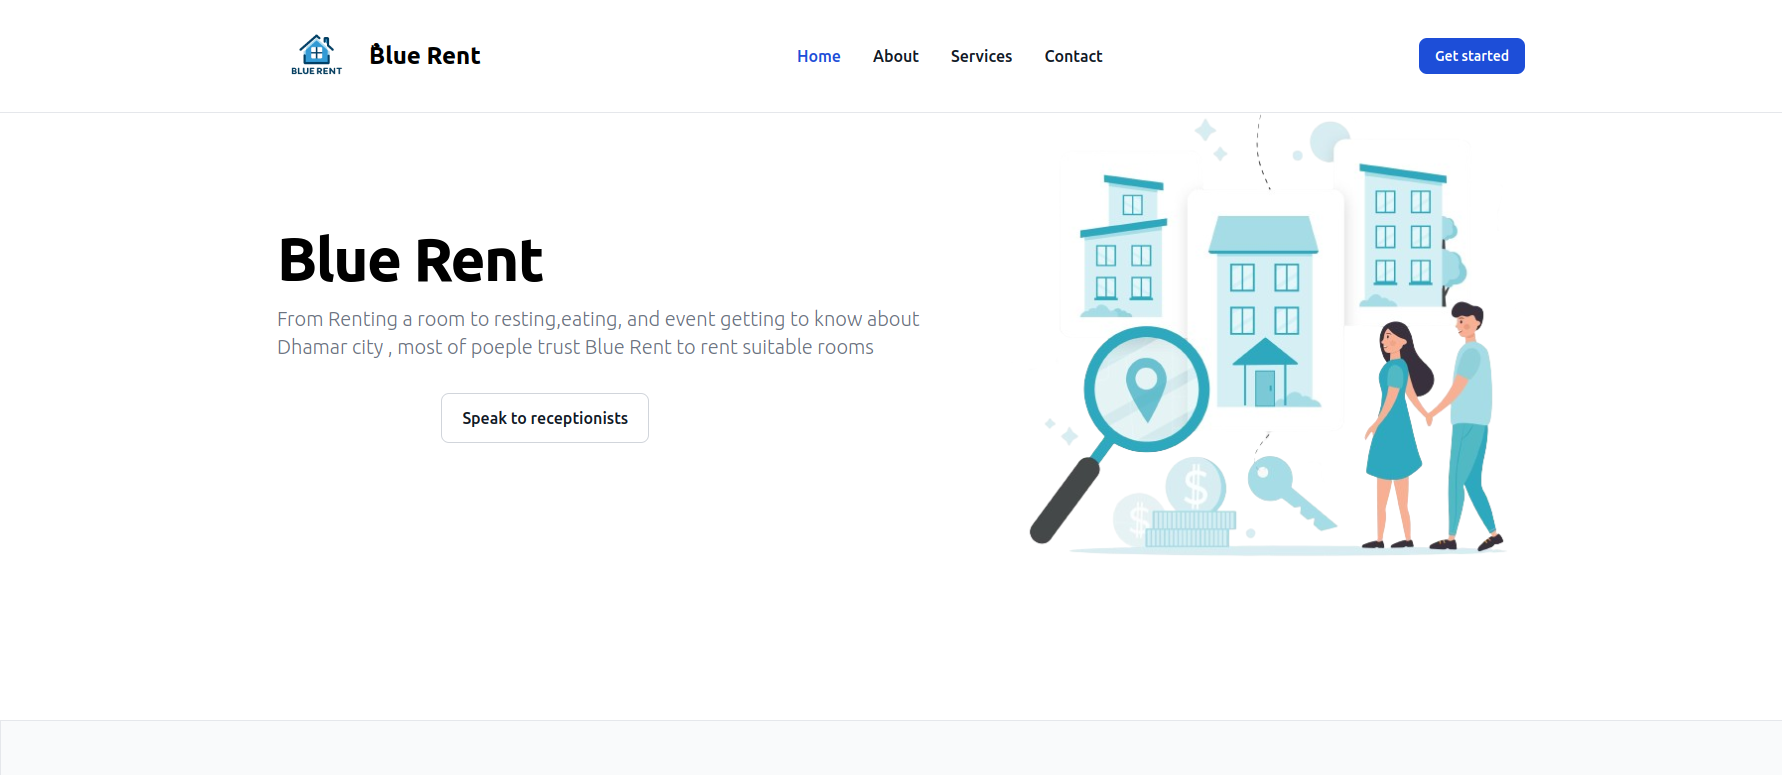 BLUE RENT
Blue Rent
Home
About
Services
Contact
Get started
Blue Rent
From Renting a room to resting,eating, and event getting to know about
Dhamar city , most of poeple trust Blue Rent to rent suitable rooms
Speak to receptionists
$
$